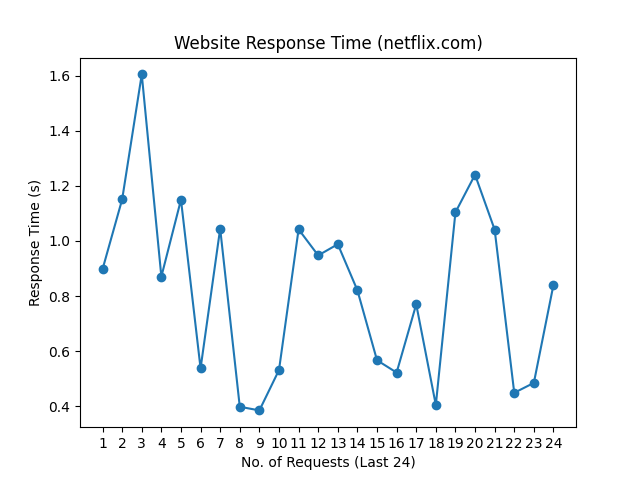 Website Response Time (netflix.com)
Response Time (s)
1.6
1.4
1.2
1.0
0.8
0.6
0.4
1 2 3 4 5 6 7 8 9 10 11 12 13 14 15 16 17 18 19 20 21 22 23 24
No. of Requests (Last 24)